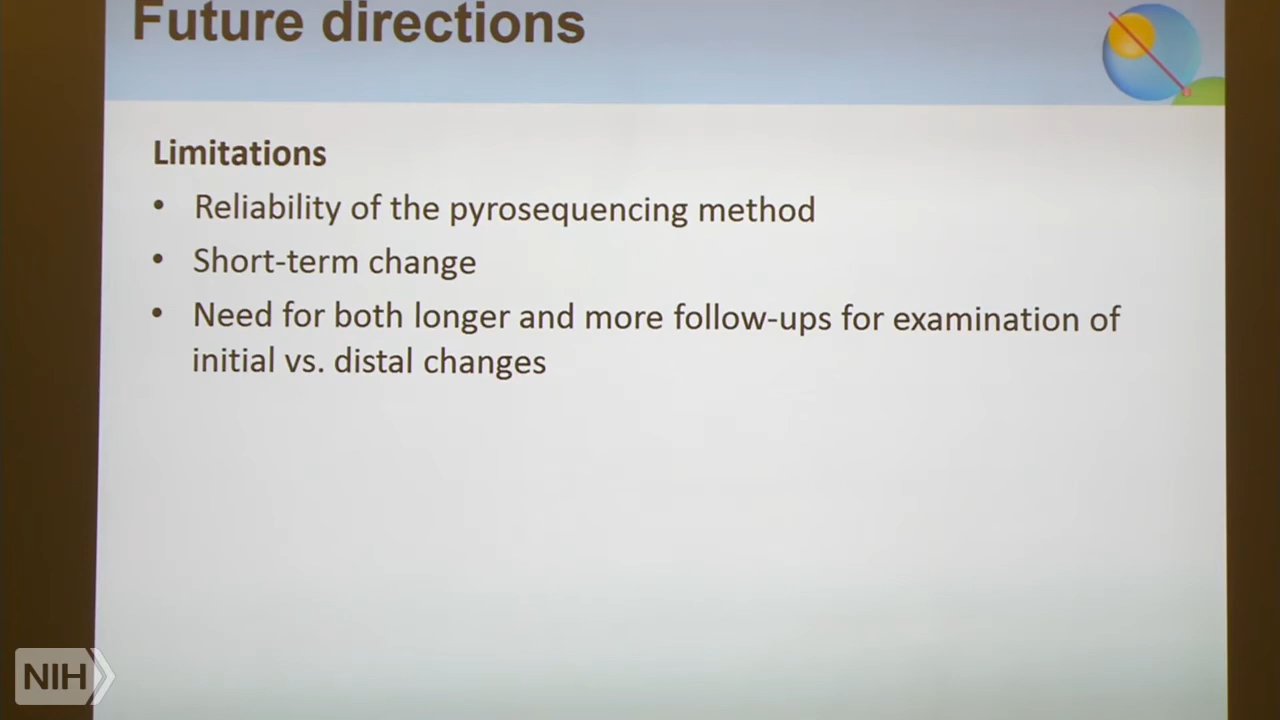 Future directions
Limitations
• Reliability of the pyrosequencing method
• Short-term change
• Need for both longer and more follow-ups for examination of
initial vs. distal changes
NIH